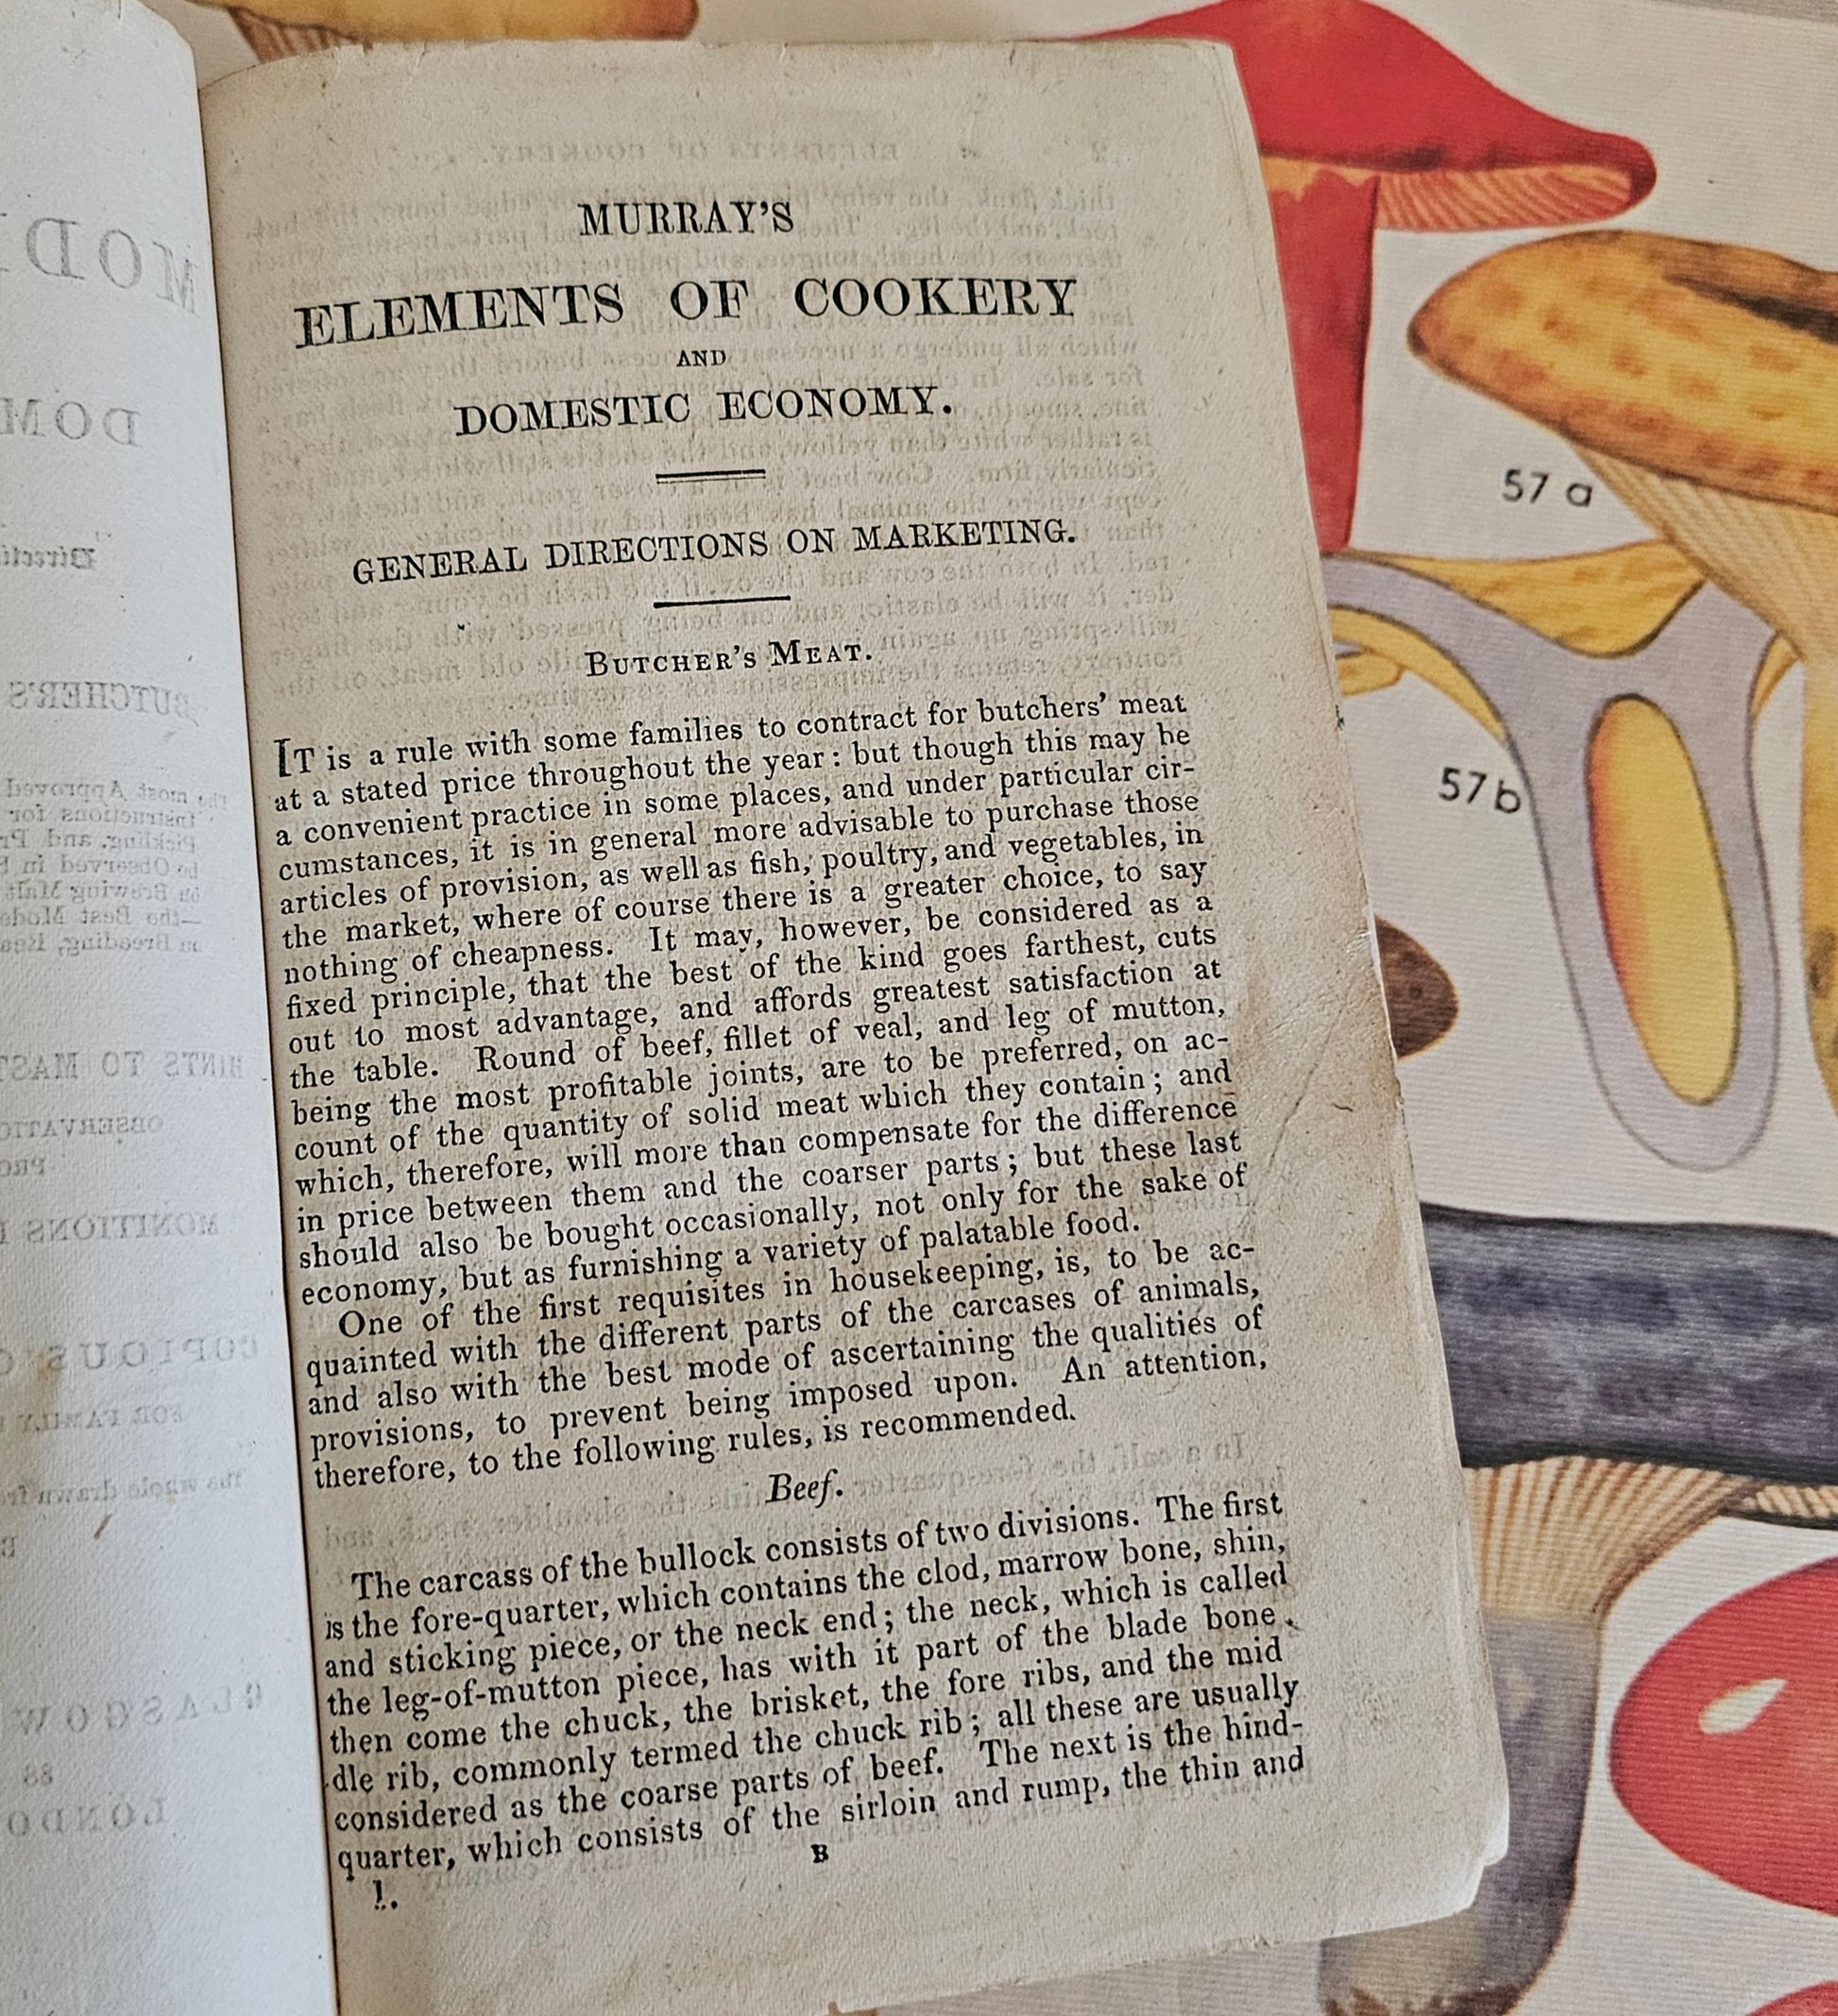 MURRAY'S
ELEMENTS OF COOKERY
AND
DOMESTIC ECONOMY.
GENERAL DIRECTIONS ON MARKETING.
BUTCHER'S MEAT.
IT is a rule with some families to contract for butchers' meat
at a stated price throughout the year: but though this may be
a convenient practice in some places, and under particular cir-
cumstances, it is in general more advisable to purchase those
articles of provision, as well as fish, poultry, and vegetables, in
the market, where of course there is a greater choice, to say
nothing of cheapness. It may, however, be considered as a
fixed principle, that the best of the kind goes farthest, cuts
out to most advantage, and affords greatest satisfaction at
the table. Round of beef, fillet of veal, and leg of mutton,
being the most profitable joints, are to be preferred, on ac-
count of the quantity of solid meat which they contain; and
which, therefore, will more than compensate for the difference
in price between them and the coarser parts; but these last
should also be bought occasionally, not only for the sake of
economy, but as furnishing a variety of palatable food.
One of the first requisites in housekeeping, is, to be ac-
quainted with the different parts of the carcases of animals,
and also with the best mode of ascertaining the qualities of
provisions, to prevent being imposed upon. An attention,
therefore, to the following rules, is recommended.
Beef.
The carcass of the bullock consists of two divisions. The first
is the fore-quarter, which contains the clod, marrow bone, shin,
and sticking piece, or the neck end; the neck, which is called
the leg-of-mutton piece, has with it part of the blade bone,
then come the chuck, the brisket, the fore ribs, and the mid
dle rib, commonly termed the chuck rib; all these are usually
considered as the coarse parts of beef. The next is the hind-
quarter, which consists of the sirloin and rump, the thin and
B
1.
57 a
57 b